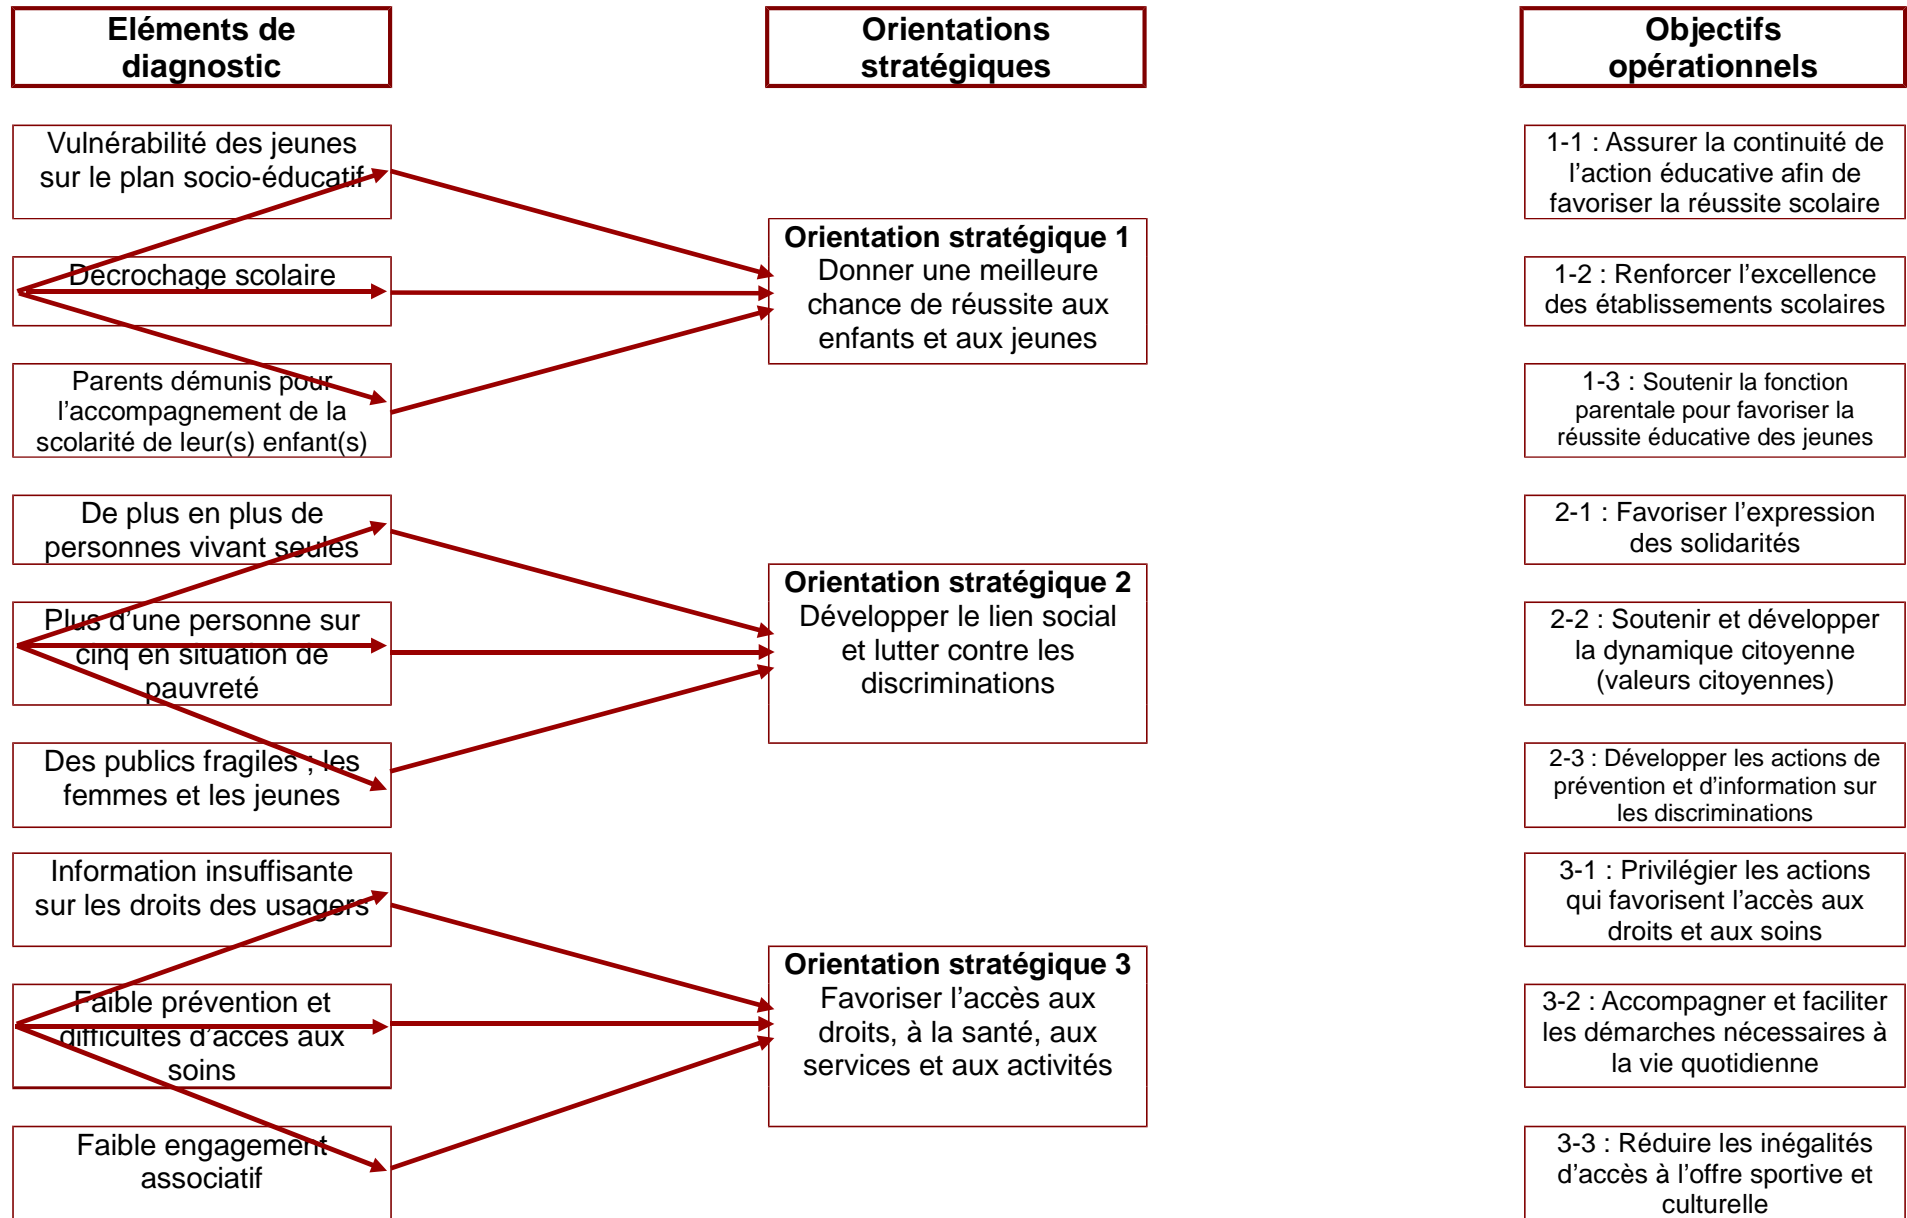 Eléments de
diagnostic
Orientations
stratégiques
Objectifs
opérationnels
Vulnérabilité des jeunes
sur le plan socio-éducatif
Décrochage scolaire
Parents démunis pour
l’accompagnement de la
scolarité de leur(s) enfant(s)
De plus en plus de
personnes vivant seules
Plus d’une personne sur
cinq en situation de
pauvreté
Des publics fragiles ; les
femmes et les jeunes
Information insuffisante
sur les droits des usagers
Faible prévention et
difficultés d’accès aux
soins
Faible engagement
associatif
Orientation stratégique 1
Donner une meilleure
chance de réussite aux
enfants et aux jeunes
Orientation stratégique 2
Développer le lien social
et lutter contre les
discriminations
Orientation stratégique 3
Favoriser l’accès aux
droits, à la santé, aux
services et aux activités
1-1 : Assurer la continuité de
l’action éducative afin de
favoriser la réussite scolaire
1-2 : Renforcer l’excellence
des établissements scolaires
1-3 : Soutenir la fonction
parentale pour favoriser la
réussite éducative des jeunes
2-1 : Favoriser l’expression
des solidarités
2-2 : Soutenir et développer
la dynamique citoyenne
(valeurs citoyennes)
2-3 : Développer les actions de
prévention et d’information sur
les discriminations
3-1 : Privilégier les actions
qui favorisent l’accès aux
droits et aux soins
3-2 : Accompagner et faciliter
les démarches nécessaires à
la vie quotidienne
3-3 : Réduire les inégalités
d’accès à l’offre sportive et
culturelle